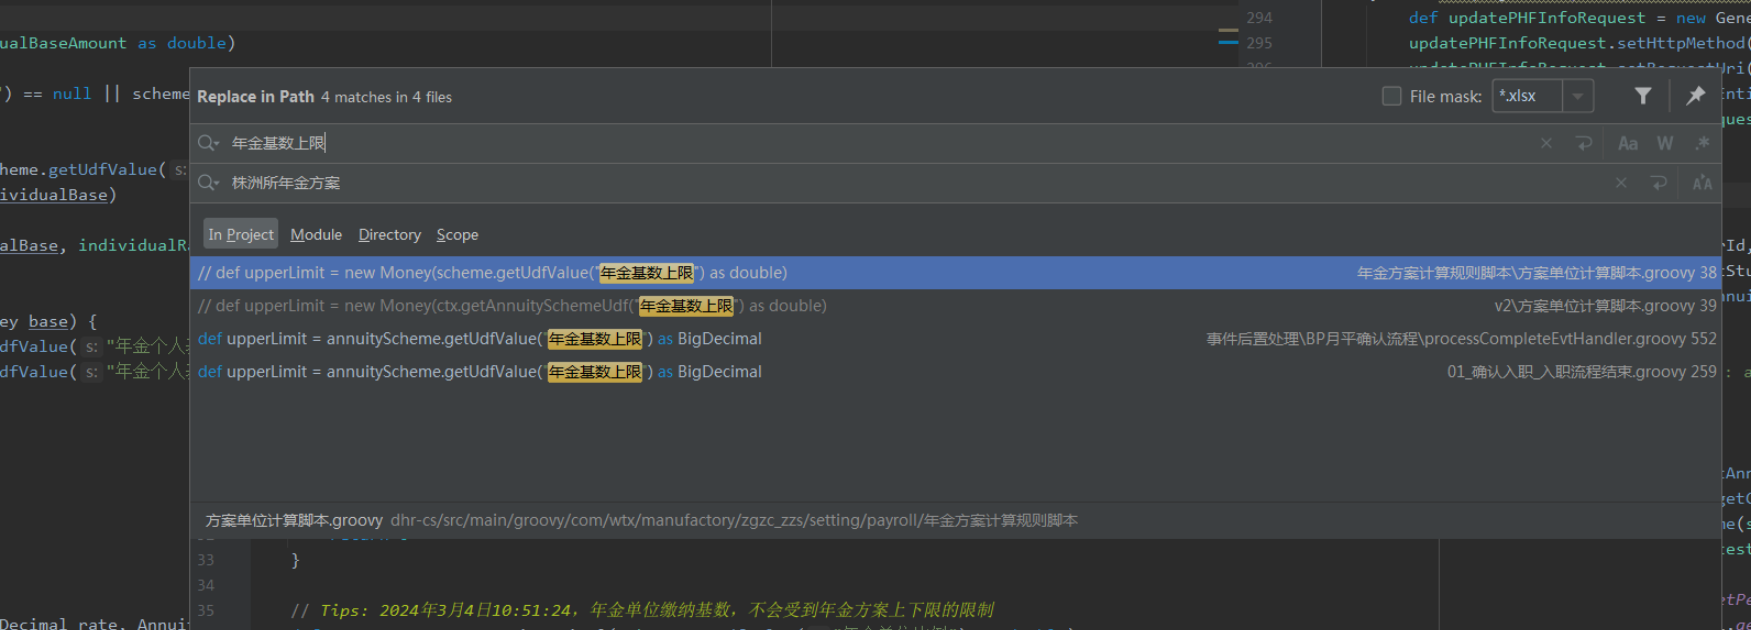 294
def updatePHFInfoRequest = new Gene
ualBaseAmount as double)
295
updatePHFInfoRequest.setHttpMethod(
') == null || scheme
Replace in Path 4 matches in 4 files
File mask: *.xlsx
年金基数上限
Aa W .*
heme.getUdfValue( s:
株洲所年金方案
ividualBase)
In Project Module Directory Scope
alBase, individualR
// def upperLimit = new Money(scheme.getUdfValue("年金基数上限") as double)
年金方案计算规则脚本\方案单位计算脚本.groovy 38
// def upperLimit = new Money(ctx.getAnnuitySchemeUdf("年金基数上限") as double)
v2\方案单位计算脚本.groovy 39
ey base) {
def upperLimit = annuityScheme.getUdfValue("年金基数上限") as BigDecimal
事件后置处理\BP月平确认流程\processCompleteEvtHandler.groovy 552
dfValue( s: "年金个人
def upperLimit = annuityScheme.getUdfValue("年金基数上限") as BigDecimal
01_确认入职_入职流程结束.groovy 259
dfValue( s: "年金个人
方案单位计算脚本.groovy dhr-cs/src/main/groovy/com/wtx/manufactory/zgzc_zzs/setting/payroll/年金方案计算规则脚本
33 }
34
35 // Tips: 2024年3月4日10:51:24，年金单位缴纳基数，不会受到年金方案上下限的限制
Decimal rate, Annui